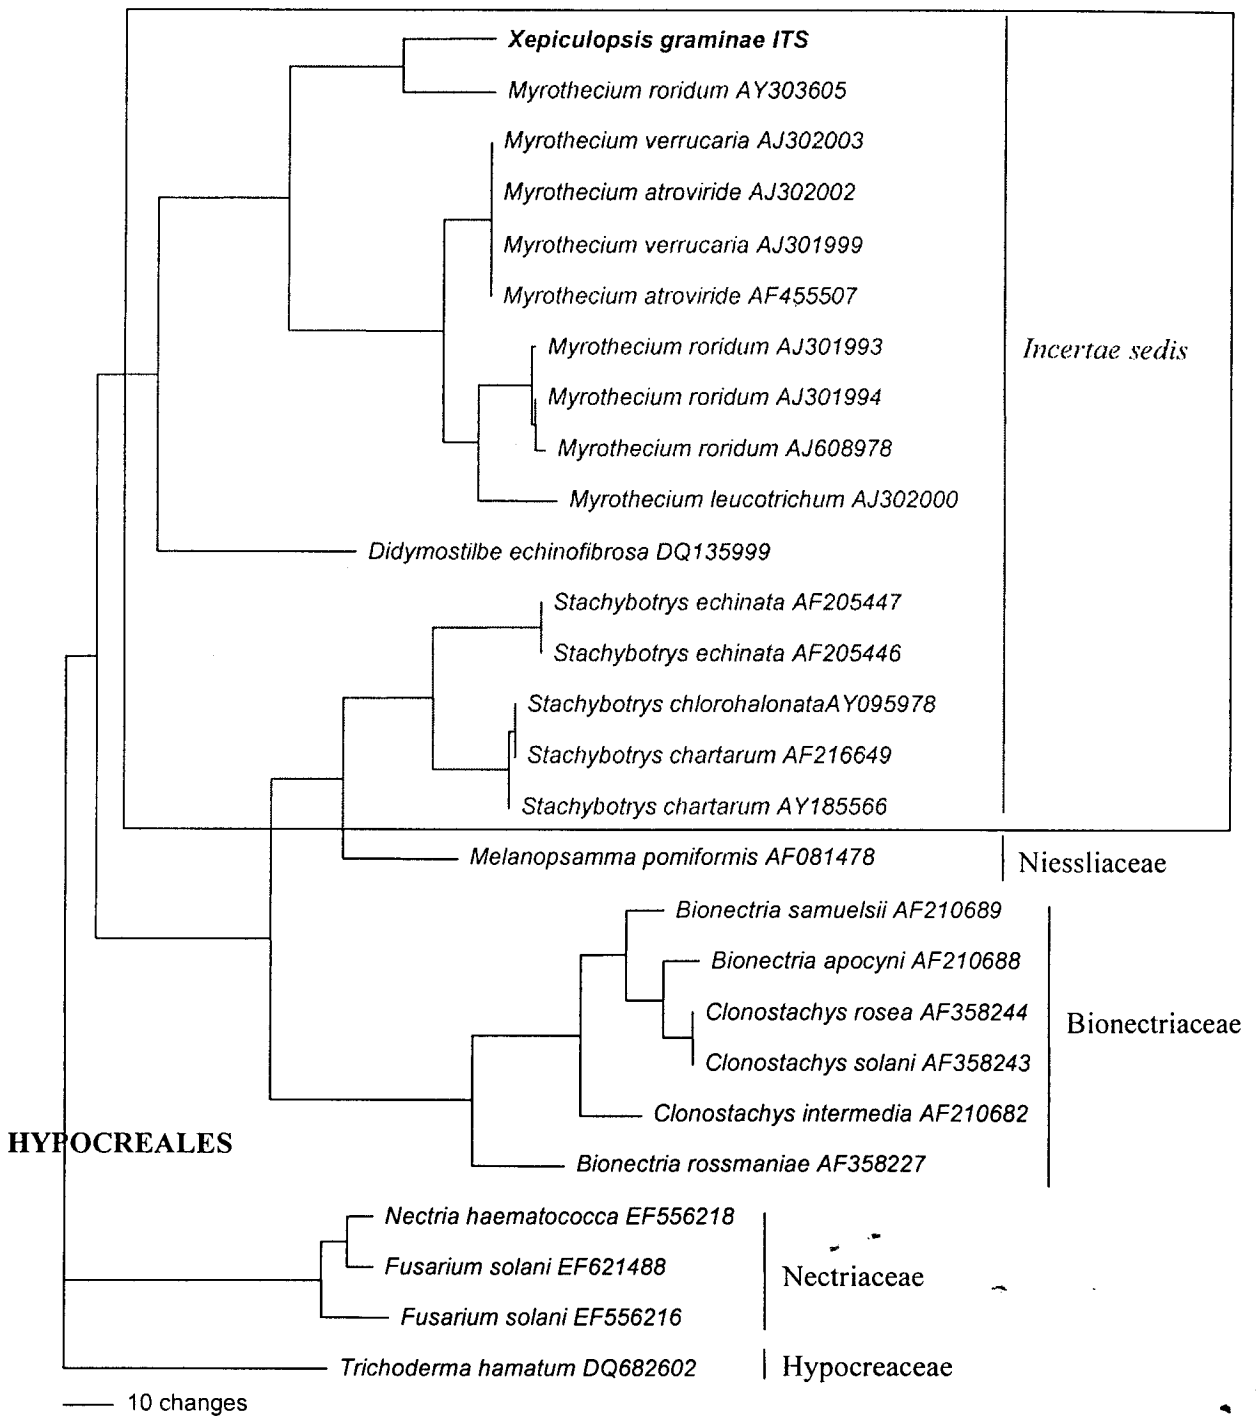 Xepiculopsis graminae ITS
Myrothecium roridum AY303605
Myrothecium verrucaria AJ302003
Myrothecium atroviride AJ302002
Myrothecium verrucaria AJ301999
Myrothecium atroviride AF455507
Myrothecium roridum AJ301993
Incertae sedis
Myrothecium roridum AJ301994
Myrothecium roridum AJ608978
Myrothecium leucotrichum AJ302000
Didymostilbe echinofibrosa DQ135999
Stachybotrys echinata AF205447
Stachybotrys echinata AF205446
Stachybotrys chlorohalonataAY095978
Stachybotrys chartarum AF216649
Stachybotrys chartarum AY185566
Melanopsamma pomiformis AF081478
Niessliaceae
Bionectria samuelsii AF210689
Bionectria apocyni AF210688
Clonostachys rosea AF358244
Bionectriaceae
Clonostachys solani AF358243
Clonostachys intermedia AF210682
HYPOCREALES
Bionectria rossmaniae AF358227
Nectria haematococca EF556218
Fusarium solani EF621488
Nectriaceae
Fusarium solani EF556216
Trichoderma hamatum DQ682602
Hypocreaceae
10 changes